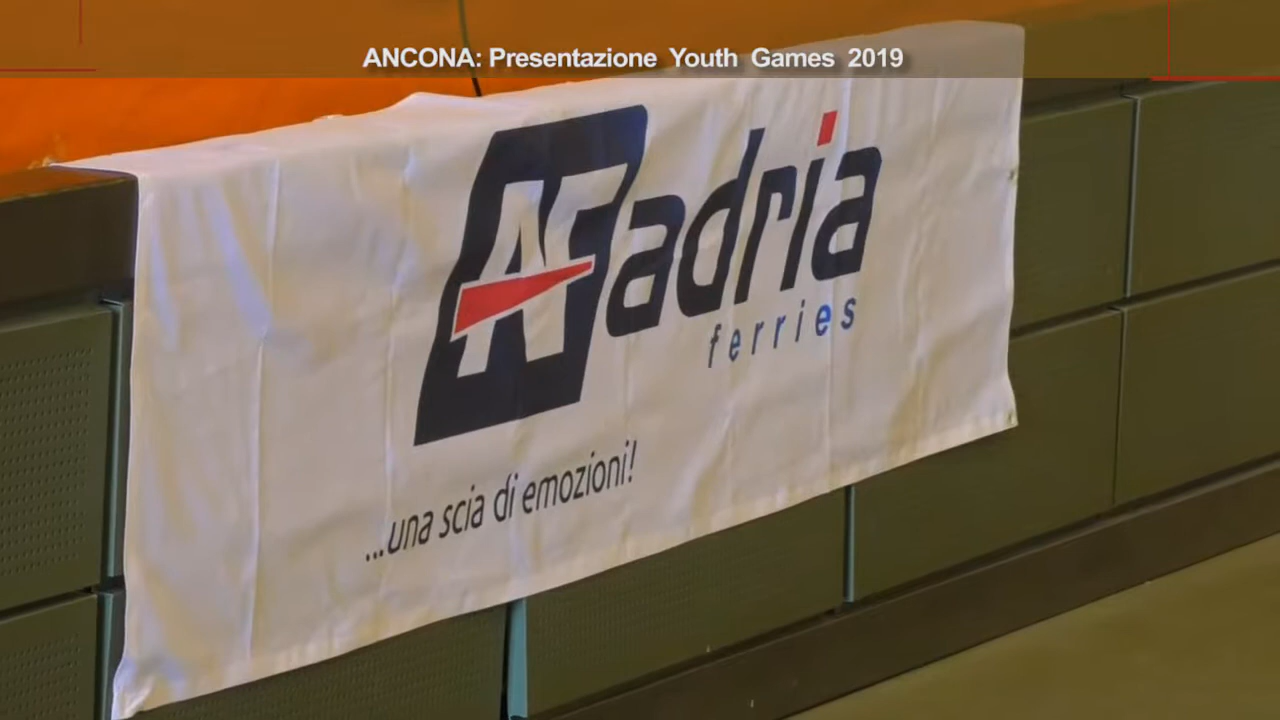 ANCONA: Presentazione Youth Games 2019
AF adria
ferries
...una scia di emozioni!